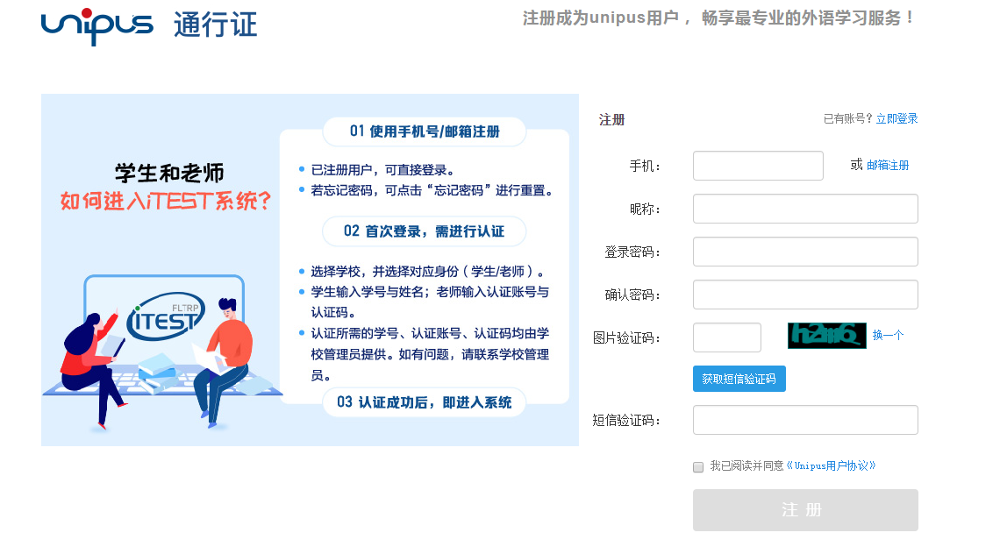 unipus 通行证
注册成为unipus用户， 畅享最专业的外语学习服务！
学生和老师
如何进入iTEST系统?
FLTRP
iTEST
01 使用手机号/邮箱注册
已注册用户，可直接登录。
若忘记密码，可点击“忘记密码”进行重置。
02 首次登录，需进行认证
选择学校，并选择对应身份（学生/老师）。
学生输入学号与姓名；老师输入认证账号与
认证码。
认证所需的学号、认证账号、认证码均由学
校管理员提供。如有问题，请联系学校管理
员。
03 认证成功后，即进入系统
注册
已有账号？立即登录
手机：
或 邮箱注册
昵称：
登录密码：
确认密码：
图片验证码：
换一个
获取短信验证码
短信验证码：
我已阅读并同意《Unipus用户协议》
注 册